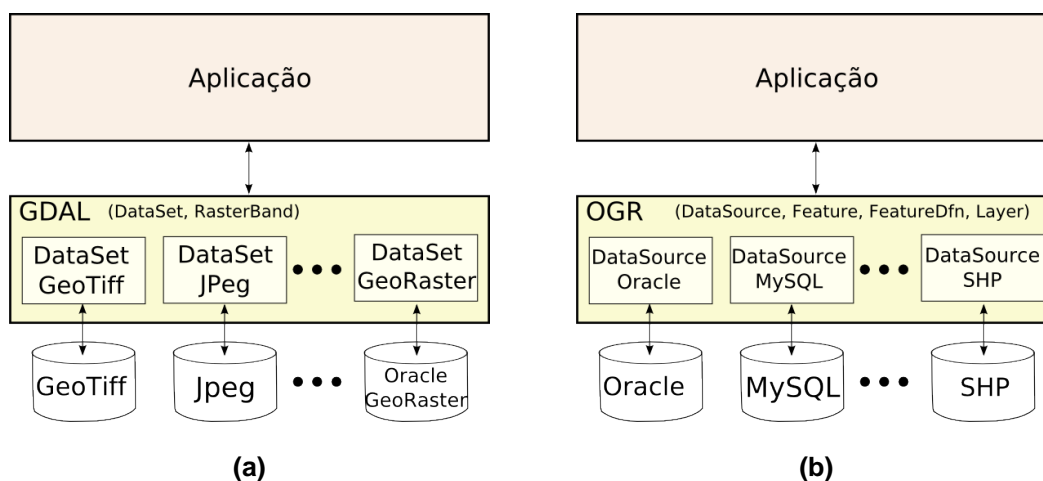 Aplicação
GDAL (DataSet, RasterBand)
DataSet
GeoTiff
DataSet
JPeg
DataSet
GeoRaster
GeoTiff
Jpeg
Oracle
GeoRaster
(a)
Aplicação
OGR (DataSource, Feature, FeatureDfn, Layer)
DataSource
Oracle
DataSource
MySQL
DataSource
SHP
Oracle
MySQL
SHP
(b)